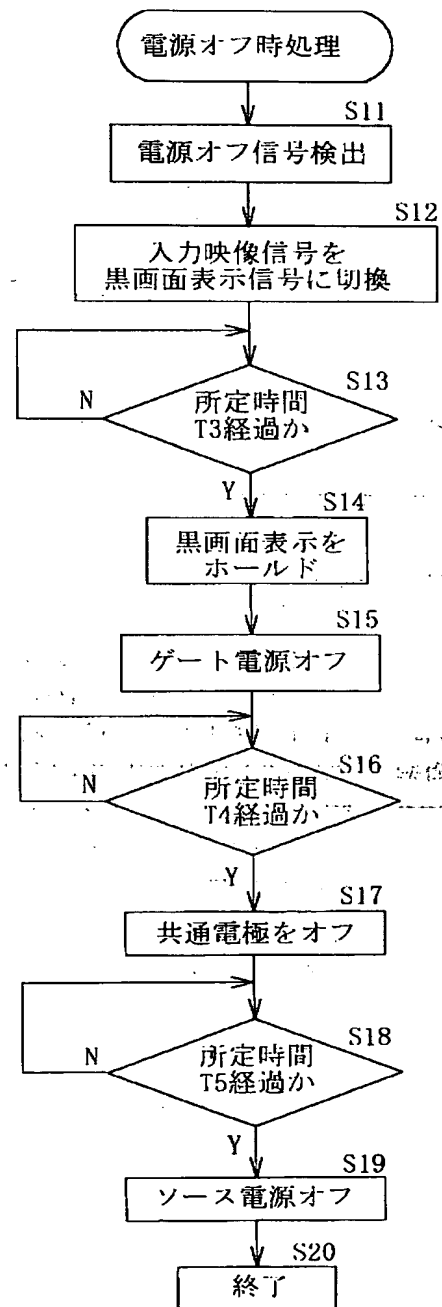 電源オフ時処理
S11
電源オフ信号検出
S12
入力映像信号を
黒画面表示信号に切換
S13
所定時間
T3経過か
N
Y
S14
黒画面表示を
ホールド
S15
ゲート電源オフ
S16
所定時間
T4経過か
N
Y
S17
共通電極をオフ
S18
所定時間
T5経過か
N
Y
S19
ソース電源オフ
S20
終了